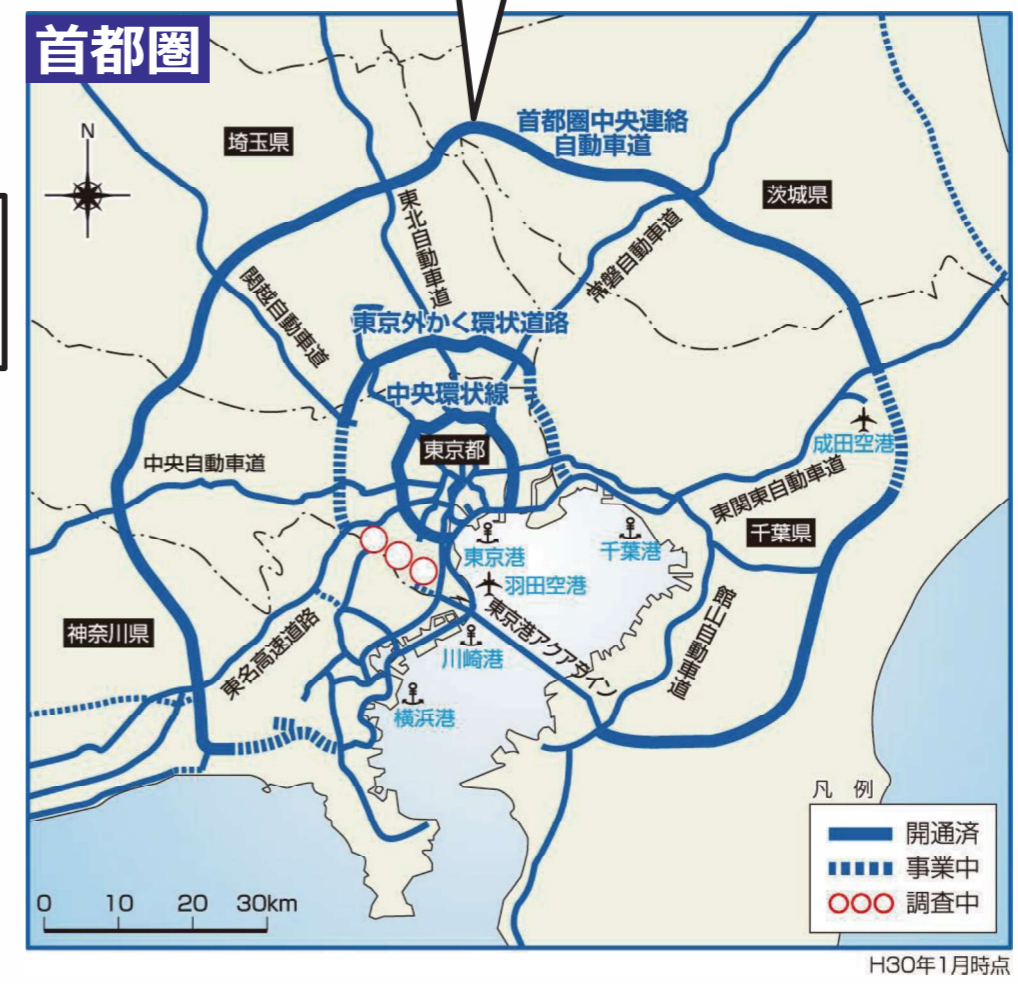 首都圏
N
埼玉県
首都圏中央連絡
自動車道
茨城県
東北自動車道
常磐自動車道
関越自動車道
東京外かく環状道路
中央環状線
東京都
成田空港
中央自動車道
東関東自動車道
千葉県
東京港
千葉港
羽田空港
神奈川県
東名高速道路
川崎港
東京港アクアライン
館山自動車道
横浜港
凡 例
開通済
事業中
調査中
0 10 20 30km
H30年1月時点